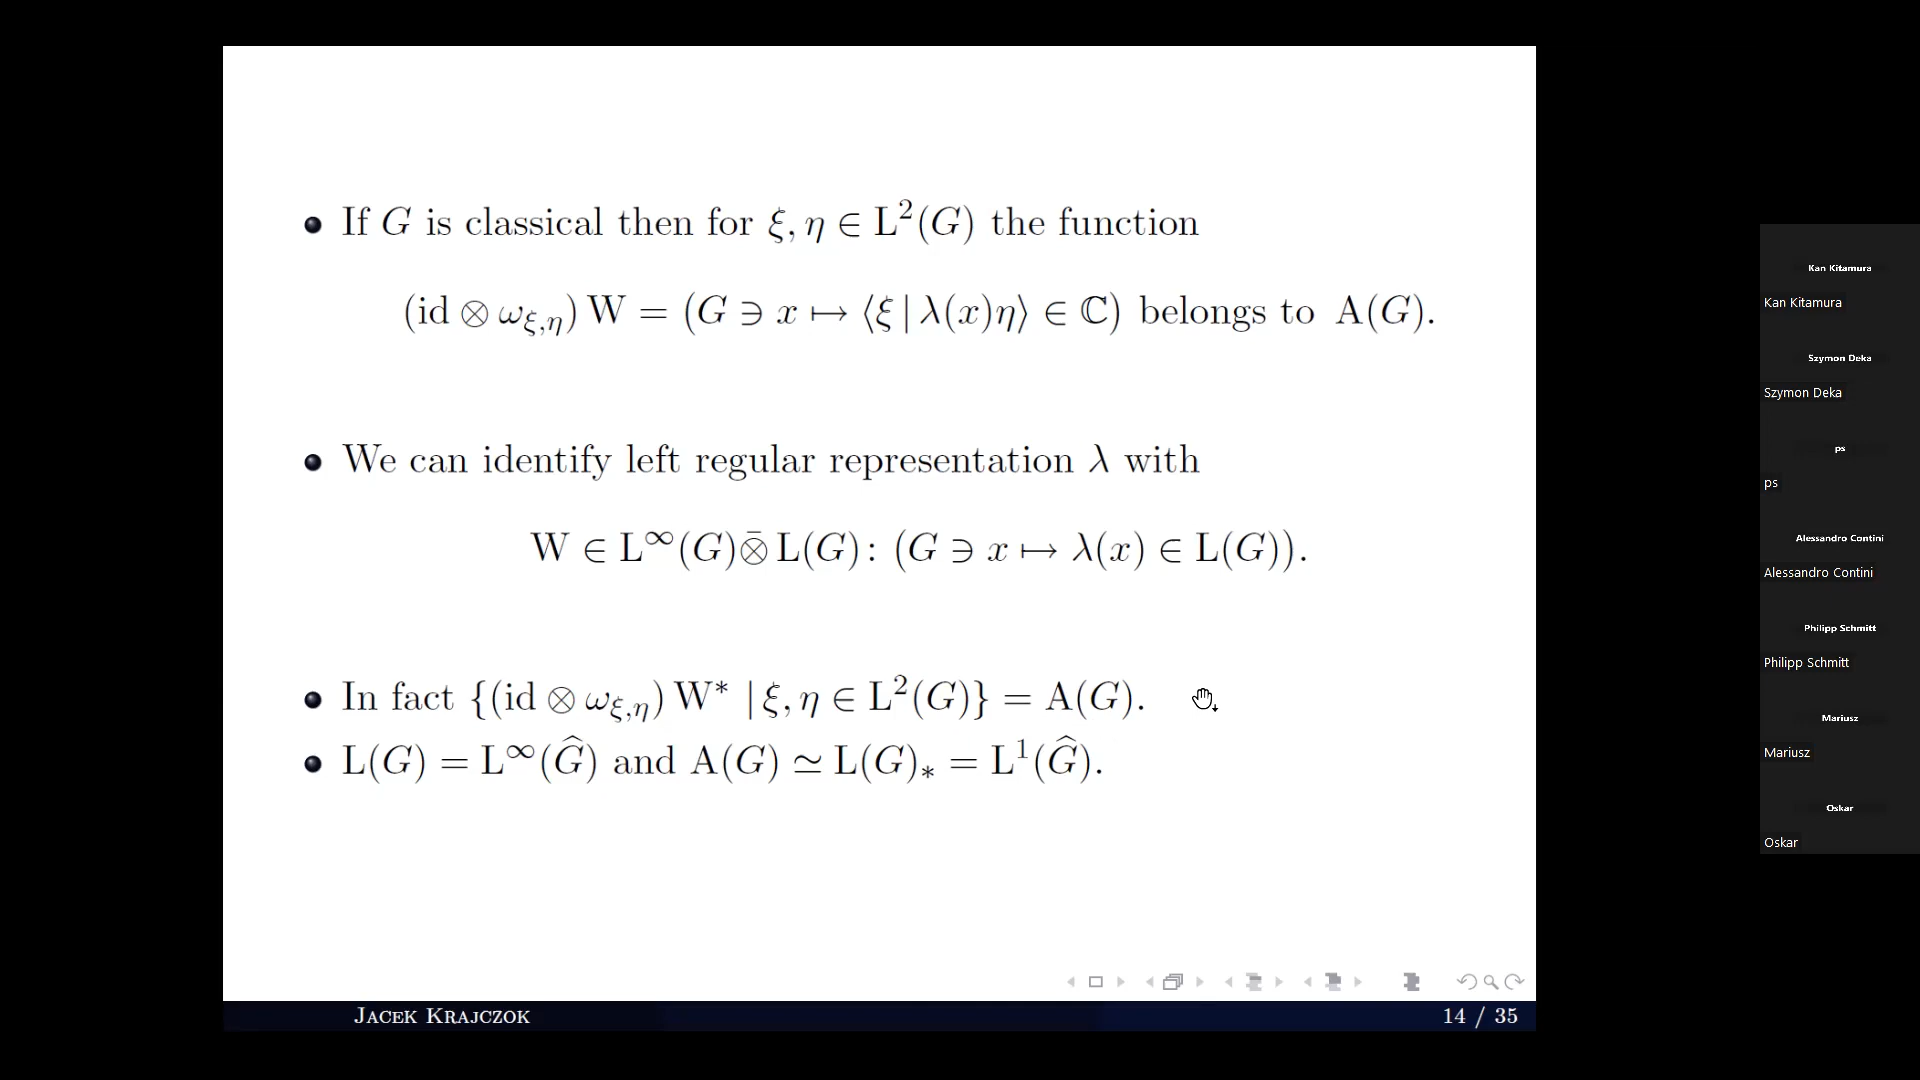 If G is classical then for ξ, η ∈ L²(G) the function
(id ⊗ ω_{ξ,η}) W = (G ∋ x ↦ ⟨ξ | λ(x)η⟩ ∈ ℂ) belongs to A(G).
We can identify left regular representation λ with
W ∈ L^∞(G) ⊗̄ L(G): (G ∋ x ↦ λ(x) ∈ L(G)).
In fact {(id ⊗ ω_{ξ,η}) W* | ξ, η ∈ L²(G)} = A(G).
L(G) = L^∞(Ĝ) and A(G) ≃ L(G)_* = L¹(Ĝ).
JACEK KRAJCZOK
14 / 35
Kan Kitamura
Kan Kitamura
Szymon Deka
Szymon Deka
ps
ps
Alessandro Contini
Alessandro Contini
Philipp Schmitt
Philipp Schmitt
Mariusz
Mariusz
Oskar
Oskar